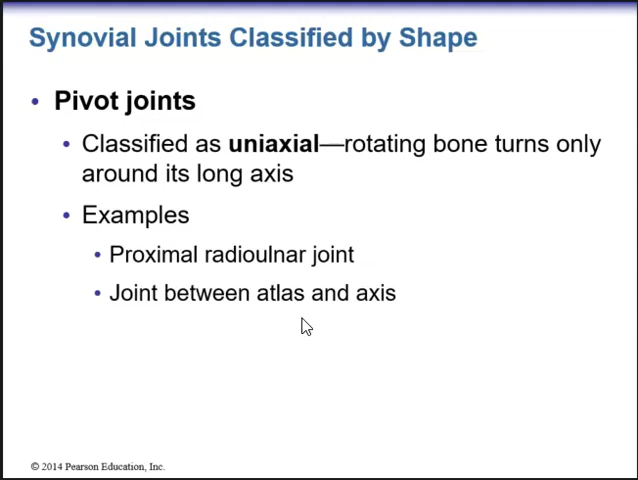 Synovial Joints Classified by Shape
• Pivot joints
• Classified as uniaxial—rotating bone turns only
around its long axis
• Examples
• Proximal radioulnar joint
• Joint between atlas and axis
© 2014 Pearson Education, Inc.